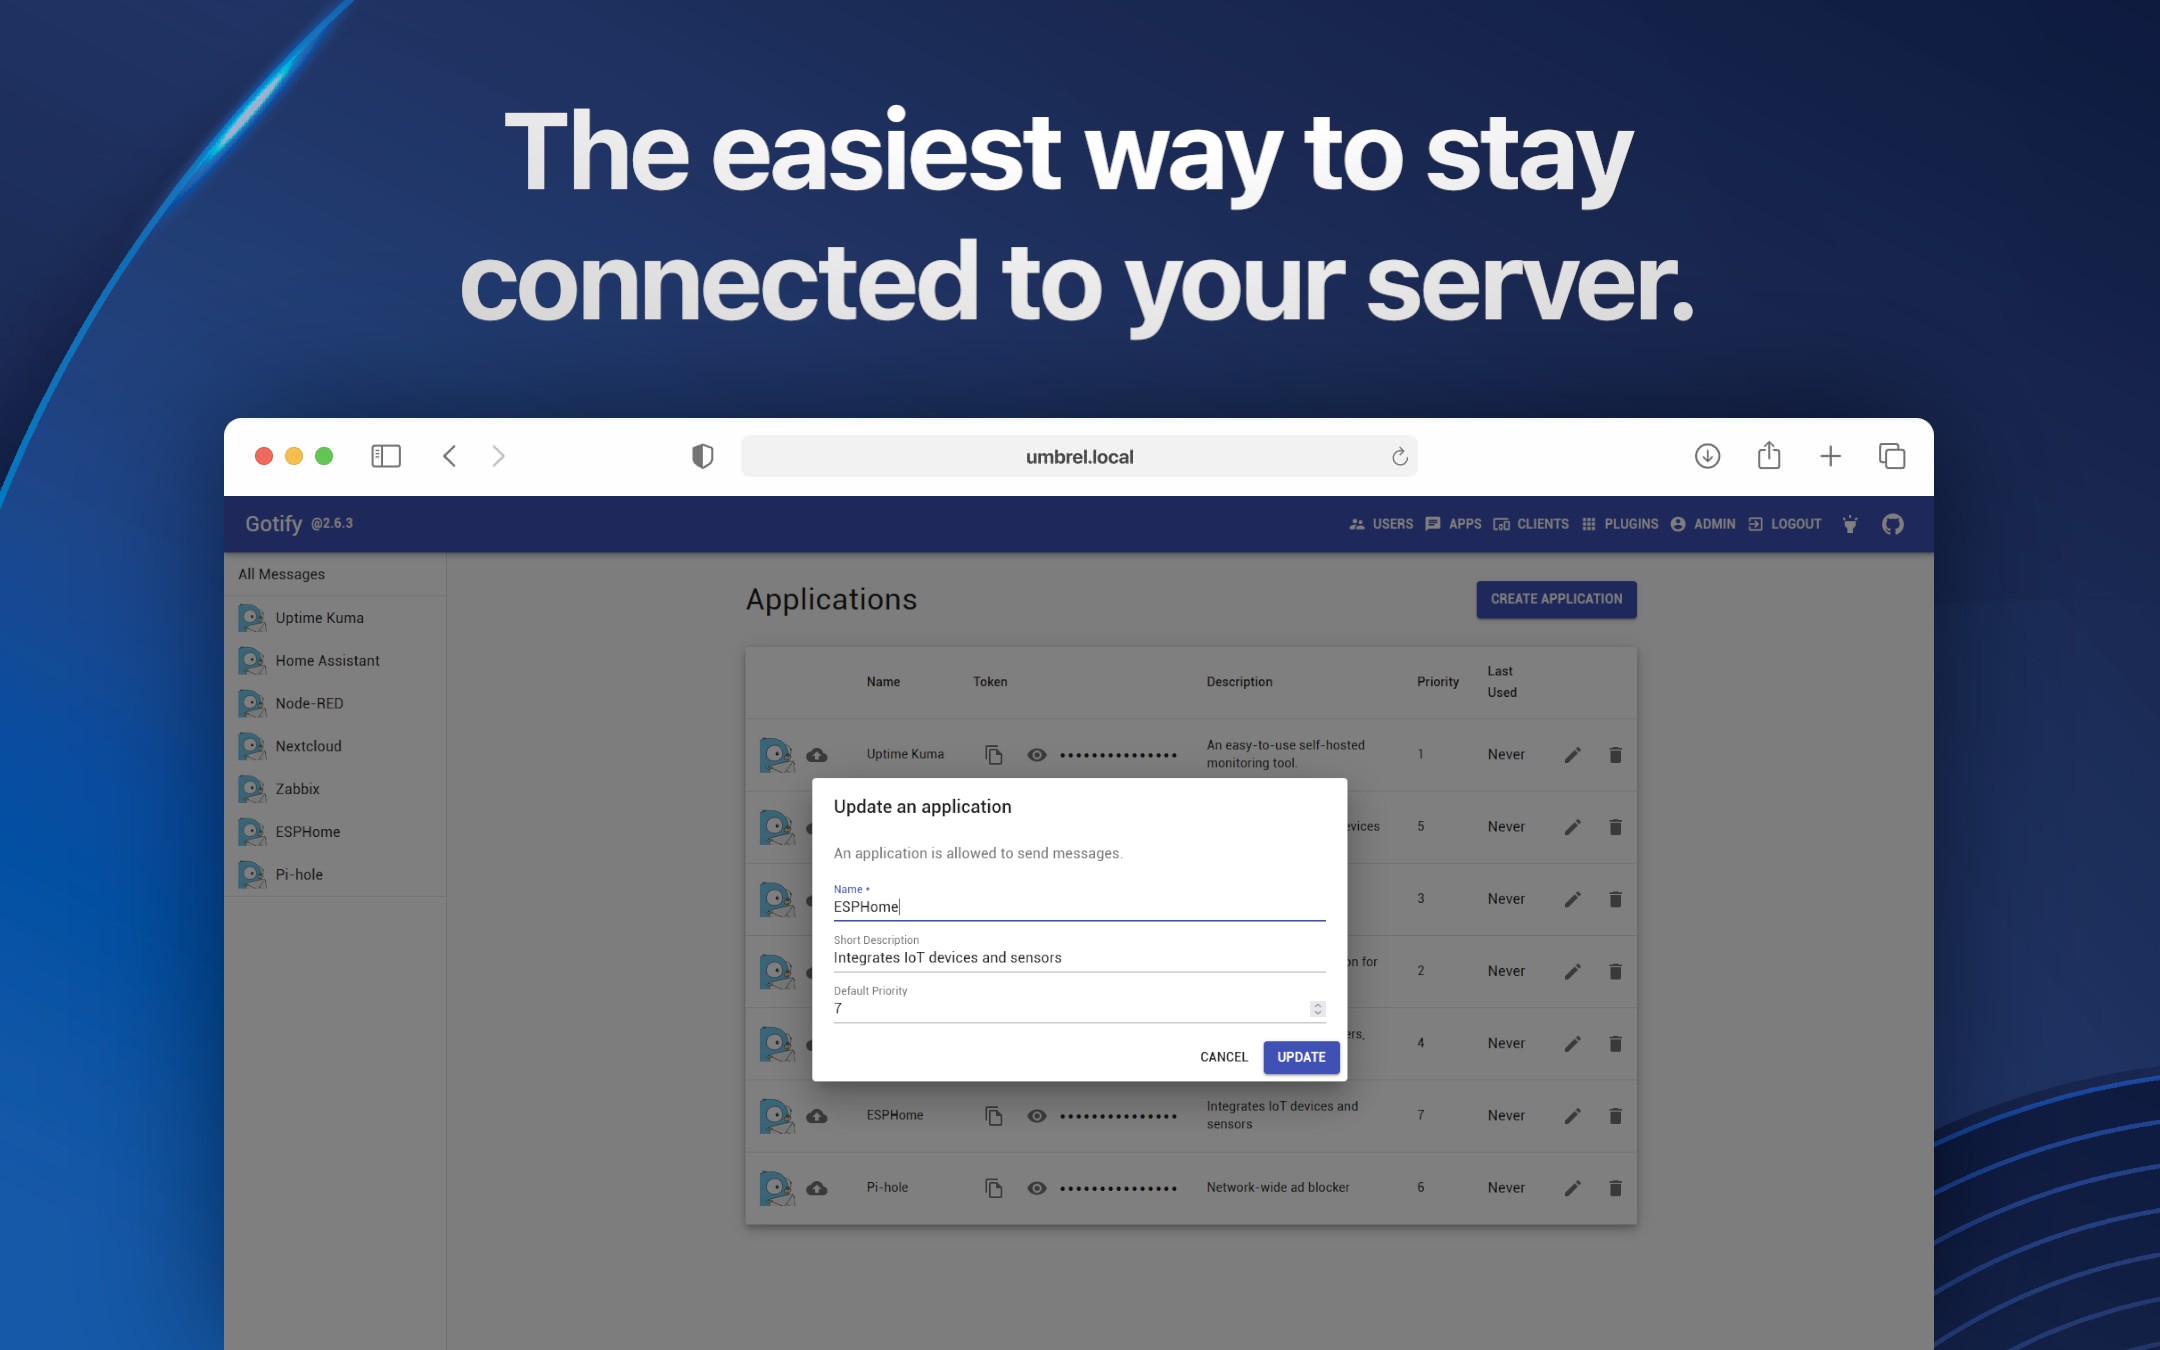 The easiest way to stay
connected to your server.
umbrel.local
Gotify @2.6.3
USERS APPS CLIENTS PLUGINS ADMIN LOGOUT
All Messages
Uptime Kuma
Home Assistant
Node-RED
Nextcloud
Zabbix
ESPHome
Pi-hole
Applications
CREATE APPLICATION
Name Token Description Priority Last
Used
Uptime Kuma ••••••••••••••• An easy-to-use self-hosted
monitoring tool. 1 Never
5 Never
3 Never
on for 2 Never
4 Never
Update an application
An application is allowed to send messages.
Name *
ESPHome
Short Description
Integrates IoT devices and sensors
Default Priority
7
CANCEL UPDATE
ESPHome ••••••••••••••• Integrates IoT devices and
sensors 7 Never
Pi-hole ••••••••••••••• Network-wide ad blocker 6 Never